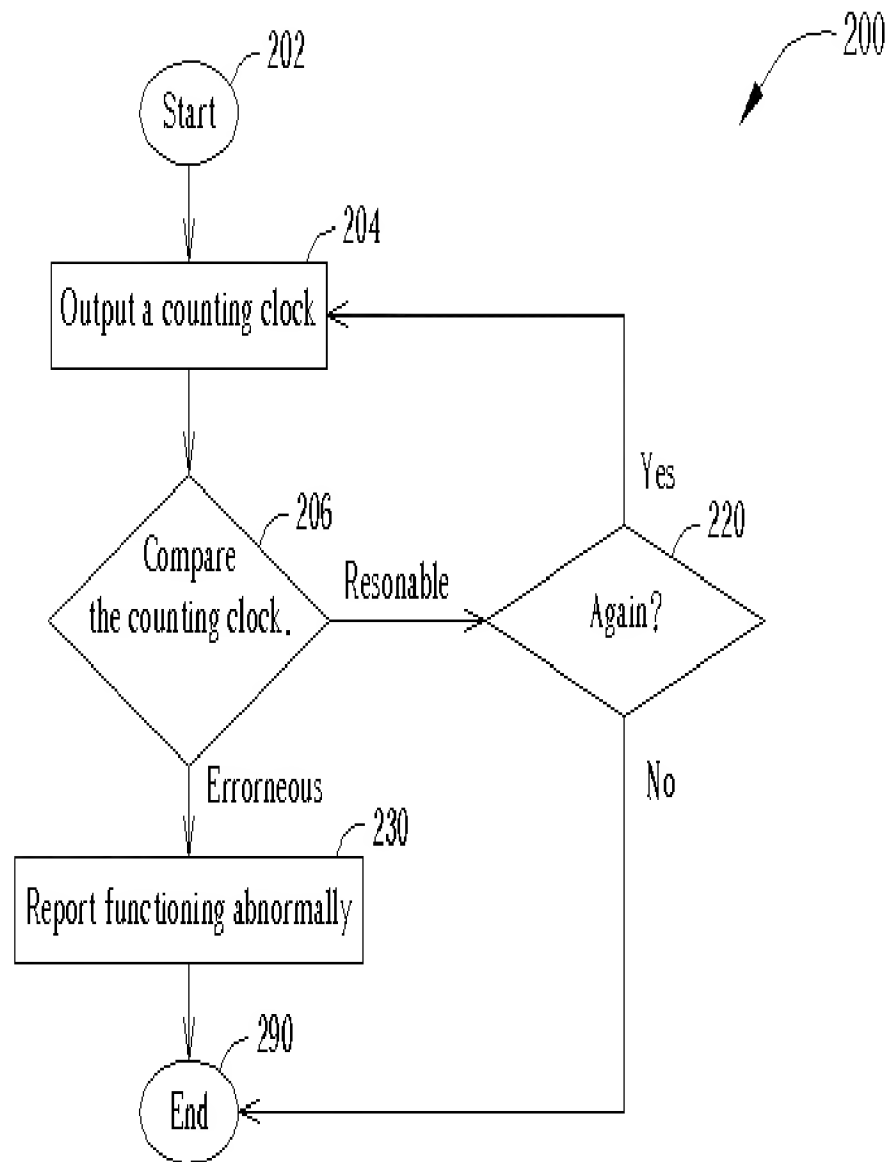 200
202
Start
204
Output a counting clock
Yes
206
220
Compare
the counting clock.
Resonable
Again?
Errorneous
No
230
Report functioning abnormally
290
End